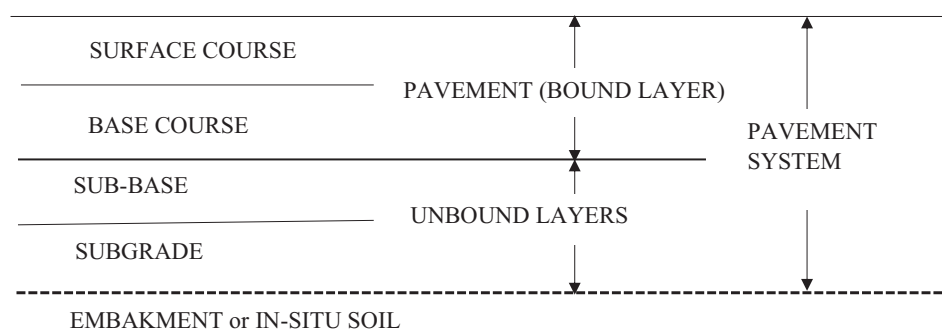 SURFACE COURSE
PAVEMENT (BOUND LAYER)
BASE COURSE
PAVEMENT
SYSTEM
SUB-BASE
UNBOUND LAYERS
SUBGRADE
EMBAKMENT or IN-SITU SOIL